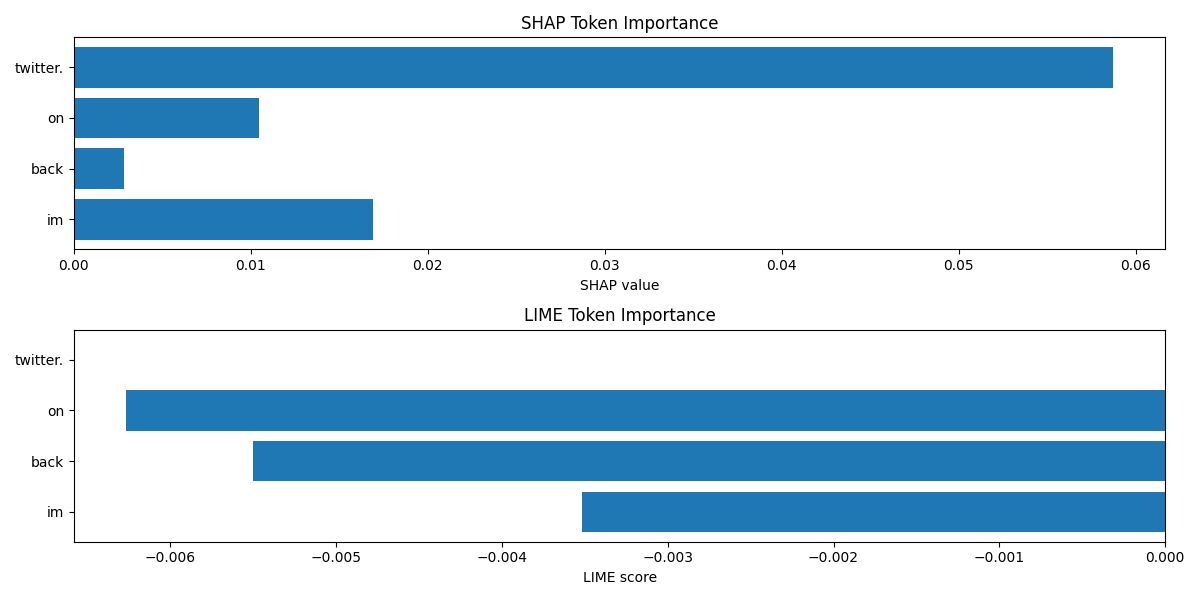 SHAP Token Importance
twitter.
on
back
im
0.00 0.01 0.02 0.03 0.04 0.05 0.06
SHAP value
LIME Token Importance
twitter.
on
back
im
−0.006 −0.005 −0.004 −0.003 −0.002 −0.001 0.000
LIME score